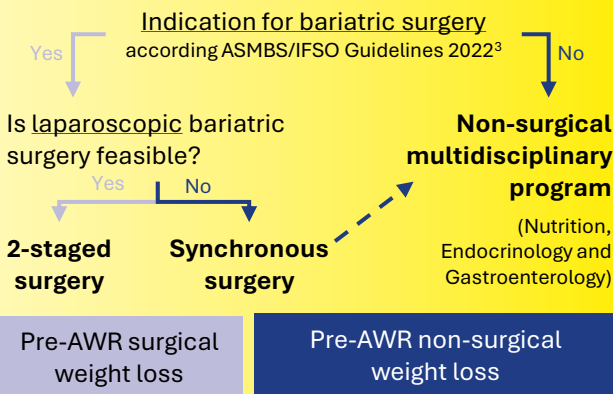 Indication for bariatric surgery
according ASMBS/IFSO Guidelines 2022³
Yes
No
Is laparoscopic bariatric
surgery feasible?
Yes
No
Non-surgical
multidisciplinary
program
(Nutrition,
Endocrinology and
Gastroenterology)
2-staged
surgery
Synchronous
surgery
Pre-AWR surgical
weight loss
Pre-AWR non-surgical
weight loss